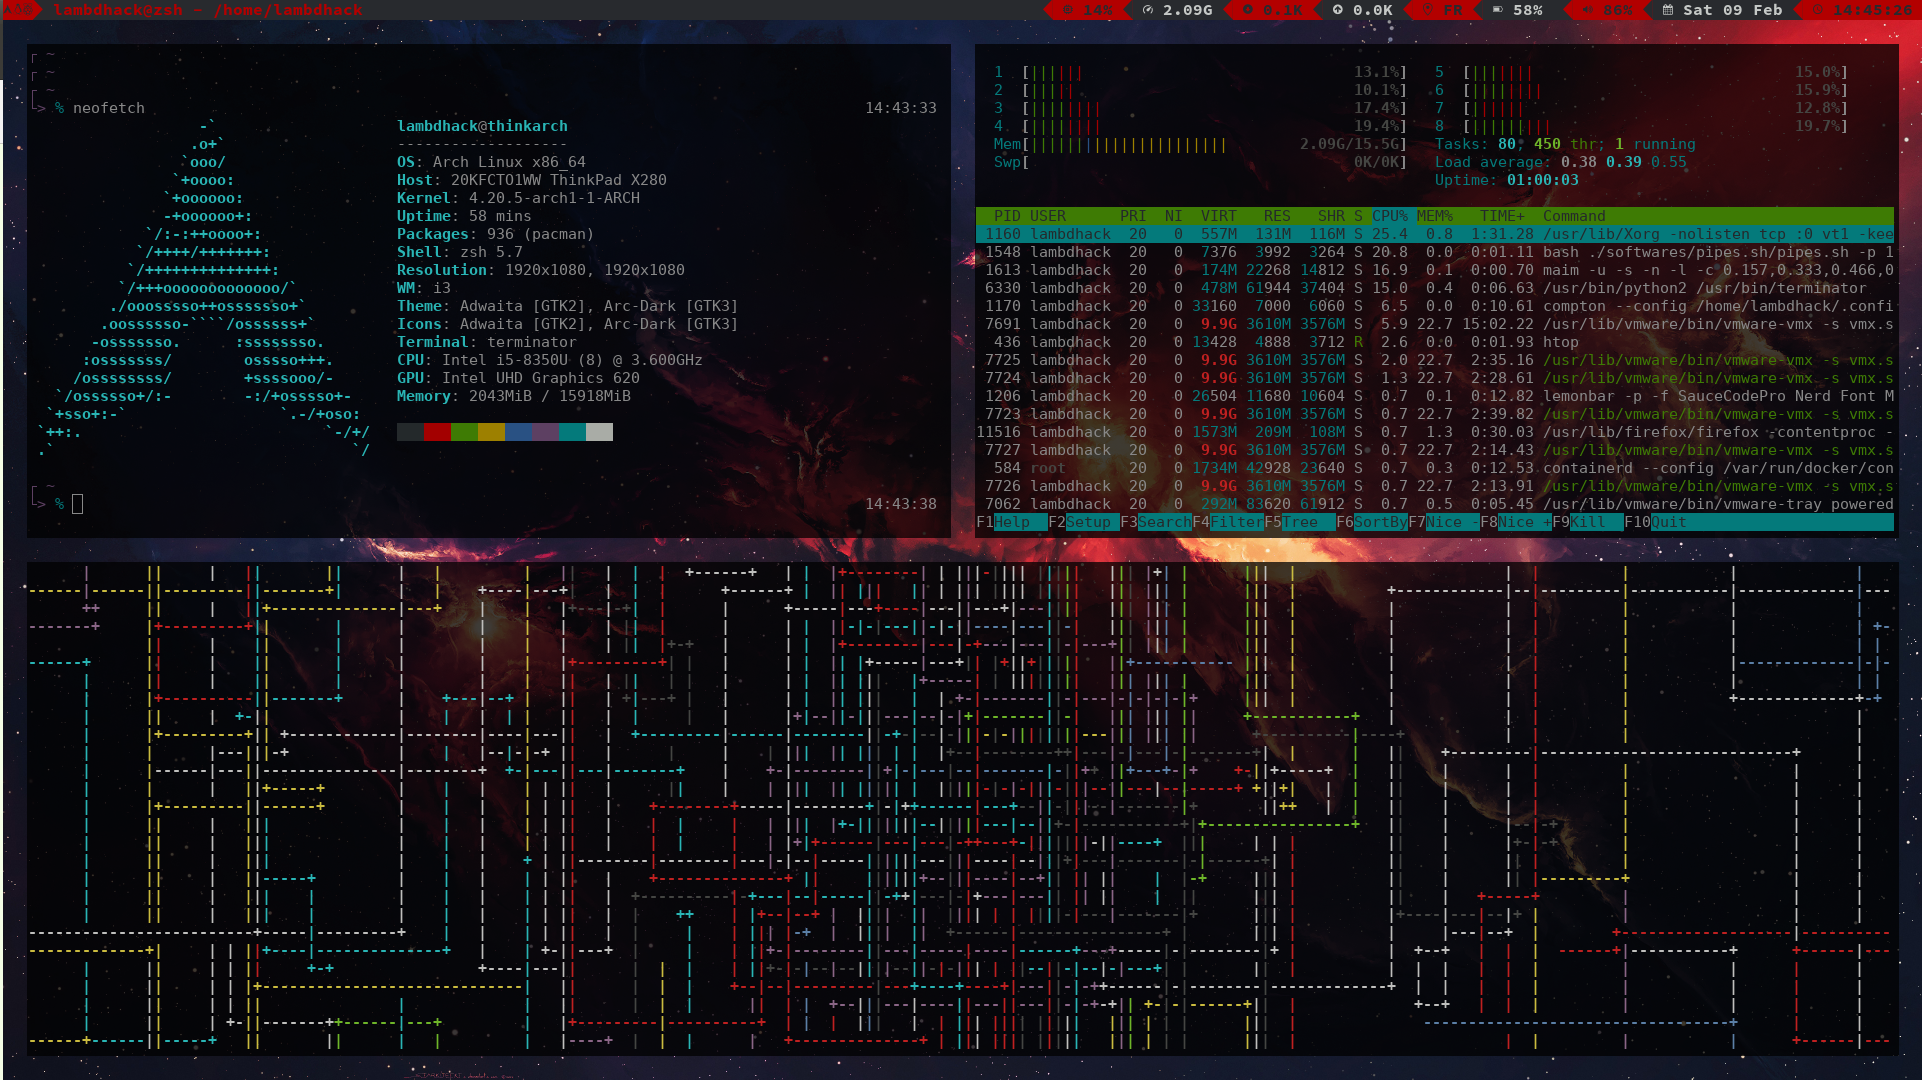 lambdhack@zsh - /home/lambdhack
14% 2.09G 0.1K 0.0K FR 58% 86% Sat 09 Feb 14:45:26
~
~
~
% neofetch 14:43:33
-`
.o+`
`ooo/
`+oooo:
`+oooooo:
-+oooooo+:
`/:-:++oooo+:
`/++++/+++++++:
`/++++++++++++++:
`/+++ooooooooooooo/`
./ooosssso++osssssso+`
.oossssso-````/ossssss+`
-osssssso.      :ssssssso.
:osssssss/        osssso+++.
/ossssssss/        +ssssooo/-
`/ossssso+/:-        -:/+osssso+-
`+sso+:-`                 `.-/+oso:
`++:.                           `-/+/
.`                                 `/
lambdhack@thinkarch
-------------------
OS: Arch Linux x86_64
Host: 20KFCTO1WW ThinkPad X280
Kernel: 4.20.5-arch1-1-ARCH
Uptime: 58 mins
Packages: 936 (pacman)
Shell: zsh 5.7
Resolution: 1920x1080, 1920x1080
WM: i3
Theme: Adwaita [GTK2], Arc-Dark [GTK3]
Icons: Adwaita [GTK2], Arc-Dark [GTK3]
Terminal: terminator
CPU: Intel i5-8350U (8) @ 3.600GHz
GPU: Intel UHD Graphics 620
Memory: 2043MiB / 15918MiB
~
% 14:43:38
1 [|||||| 13.1%] 5 [||||||| 15.0%]
2 [||||| 10.1%] 6 [|||||||| 15.9%]
3 [|||||||| 17.4%] 7 [|||||| 12.8%]
4 [|||||||| 19.4%] 8 [||||||||| 19.7%]
Mem[|||||||||||||||||||||| 2.09G/15.5G] Tasks: 80, 450 thr; 1 running
Swp[ 0K/0K] Load average: 0.38 0.39 0.55
Uptime: 01:00:03
PID USER PRI NI VIRT RES SHR S CPU% MEM% TIME+ Command
1160 lambdhack 20 0 557M 131M 116M S 25.4 0.8 1:31.28 /usr/lib/Xorg -nolisten tcp :0 vt1 -kee
1548 lambdhack 20 0 7376 3992 3264 S 20.8 0.0 0:01.11 bash ./softwares/pipes.sh/pipes.sh -p 1
1613 lambdhack 20 0 174M 22268 14812 S 16.9 0.1 0:00.70 maim -u -s -n -l -c 0.157,0.333,0.466,0
6330 lambdhack 20 0 478M 61944 37404 S 15.0 0.4 0:06.63 /usr/bin/python2 /usr/bin/terminator
1170 lambdhack 20 0 33160 7000 6060 S 6.5 0.0 0:10.61 compton --config /home/lambdhack/.confi
7691 lambdhack 20 0 9.9G 3610M 3576M S 5.9 22.7 15:02.22 /usr/lib/vmware/bin/vmware-vmx -s vmx.s
436 lambdhack 20 0 13428 4888 3712 R 2.6 0.0 0:01.93 htop
7725 lambdhack 20 0 9.9G 3610M 3576M S 2.0 22.7 2:35.16 /usr/lib/vmware/bin/vmware-vmx -s vmx.s
7724 lambdhack 20 0 9.9G 3610M 3576M S 1.3 22.7 2:28.61 /usr/lib/vmware/bin/vmware-vmx -s vmx.s
1206 lambdhack 20 0 26504 11680 10604 S 0.7 0.1 0:12.82 lemonbar -p -f SauceCodePro Nerd Font M
7723 lambdhack 20 0 9.9G 3610M 3576M S 0.7 22.7 2:39.82 /usr/lib/vmware/bin/vmware-vmx -s vmx.s
11516 lambdhack 20 0 1573M 209M 108M S 0.7 1.3 0:30.03 /usr/lib/firefox/firefox -contentproc -
7727 lambdhack 20 0 9.9G 3610M 3576M S 0.7 22.7 2:14.43 /usr/lib/vmware/bin/vmware-vmx -s vmx.s
584 root 20 0 1734M 42928 23640 S 0.7 0.3 0:12.53 containerd --config /var/run/docker/con
7726 lambdhack 20 0 9.9G 3610M 3576M S 0.7 22.7 2:13.91 /usr/lib/vmware/bin/vmware-vmx -s vmx.s
7062 lambdhack 20 0 292M 83620 61912 S 0.7 0.5 0:05.45 /usr/lib/vmware/bin/vmware-tray powered
F1Help F2Setup F3SearchF4FilterF5Tree F6SortByF7Nice -F8Nice +F9Kill F10Quit